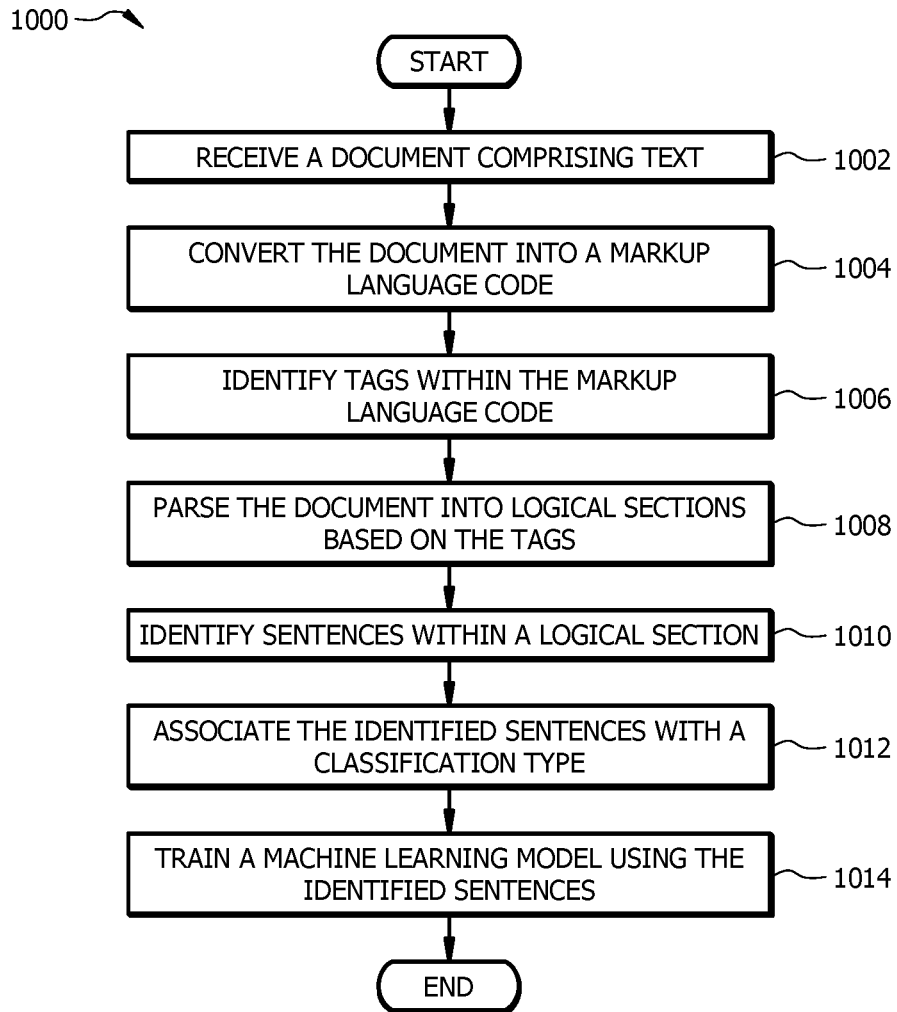 1000
START
RECEIVE A DOCUMENT COMPRISING TEXT
1002
CONVERT THE DOCUMENT INTO A MARKUP
LANGUAGE CODE
1004
IDENTIFY TAGS WITHIN THE MARKUP
LANGUAGE CODE
1006
PARSE THE DOCUMENT INTO LOGICAL SECTIONS
BASED ON THE TAGS
1008
IDENTIFY SENTENCES WITHIN A LOGICAL SECTION
1010
ASSOCIATE THE IDENTIFIED SENTENCES WITH A
CLASSIFICATION TYPE
1012
TRAIN A MACHINE LEARNING MODEL USING THE
IDENTIFIED SENTENCES
1014
END